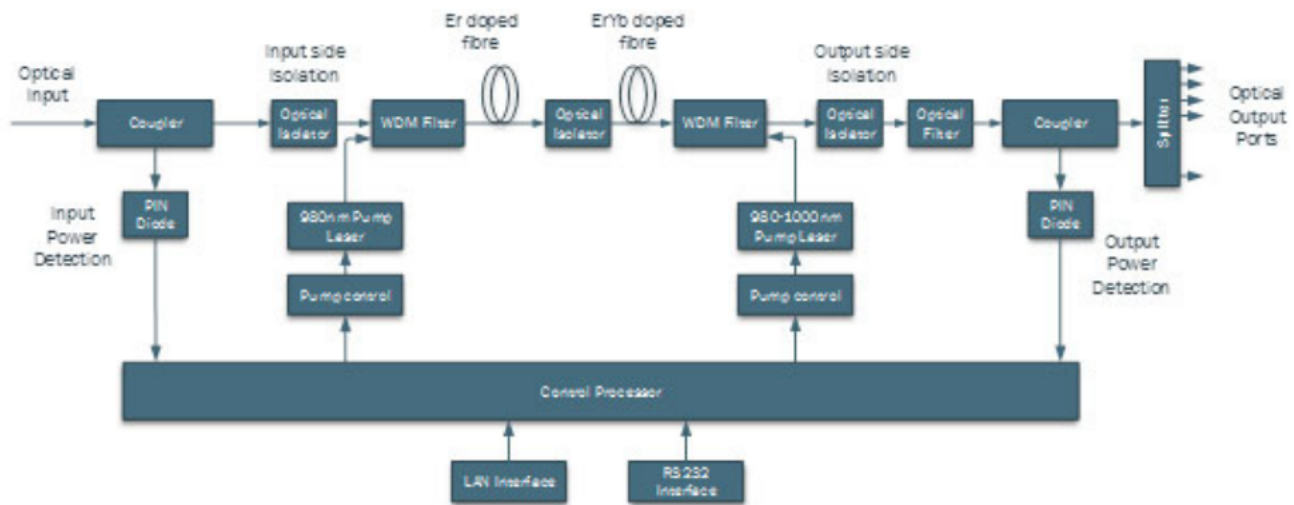 Er doped
fibre
ErYb doped
fibre
Input side
Isolation
Output side
Isolation
Optical
Input
Coupler
Optical
Isolator
WDM Filter
Optical
Isolator
WDM Filter
Optical
Isolator
Optical
Filter
Coupler
Splitter
Optical
Output
Ports
PIN
Diode
Input
Power
Detection
980nm Pump
Laser
980-1000nm
Pump Laser
PIN
Diode
Output
Power
Detection
Pump control
Pump control
Control Processor
LAN Interface
RS232
Interface